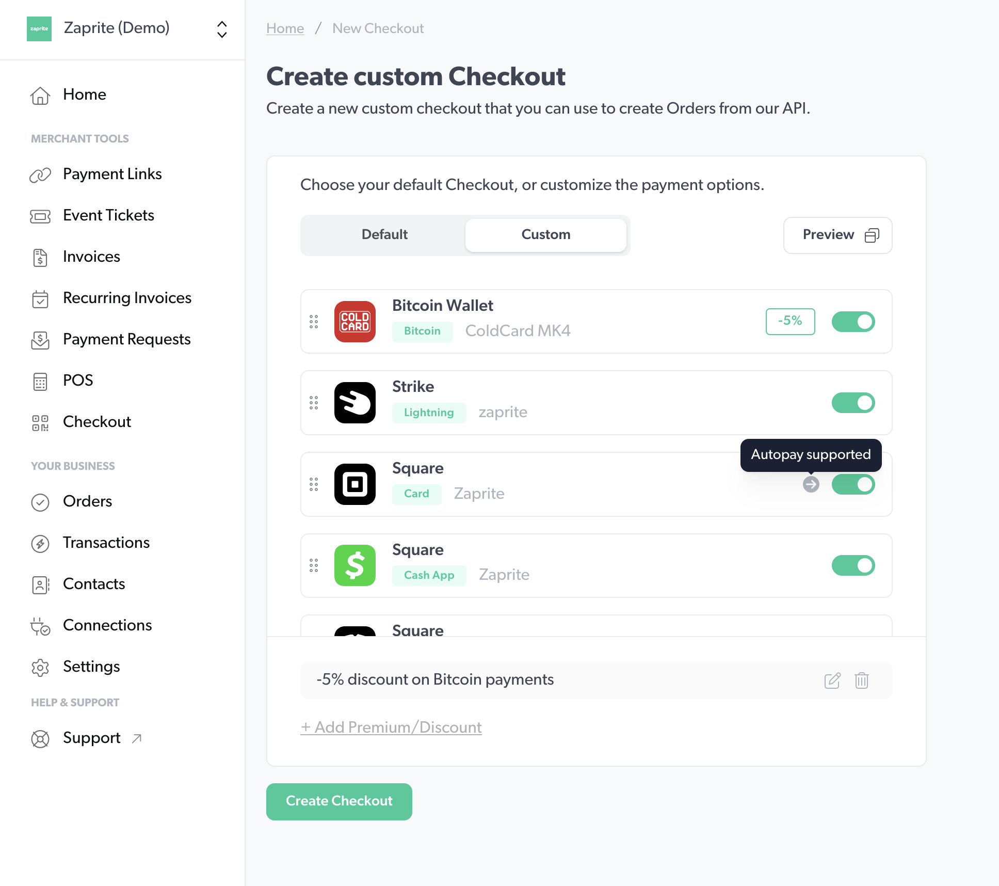 zaprite
Zaprite (Demo)
Home
MERCHANT TOOLS
Payment Links
Event Tickets
Invoices
Recurring Invoices
Payment Requests
POS
Checkout
YOUR BUSINESS
Orders
Transactions
Contacts
Connections
Settings
HELP & SUPPORT
Support
Home / New Checkout
Create custom Checkout
Create a new custom checkout that you can use to create Orders from our API.
Choose your default Checkout, or customize the payment options.
Default
Custom
Preview
COLD
CARD
Bitcoin Wallet
Bitcoin
ColdCard MK4
-5%
Strike
Lightning
zaprite
Autopay supported
Square
Card
Zaprite
Square
Cash App
Zaprite
Square
-5% discount on Bitcoin payments
+ Add Premium/Discount
Create Checkout